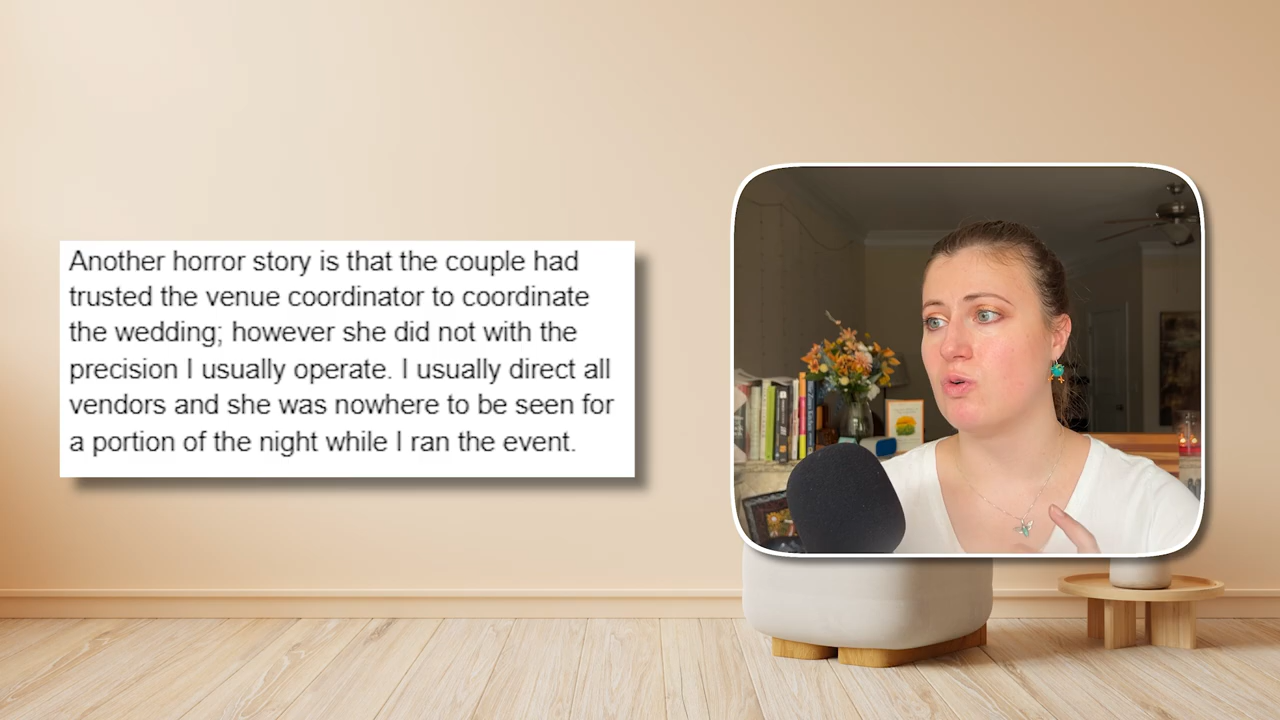 Another horror story is that the couple had
trusted the venue coordinator to coordinate
the wedding; however she did not with the
precision I usually operate. I usually direct all
vendors and she was nowhere to be seen for
a portion of the night while I ran the event.